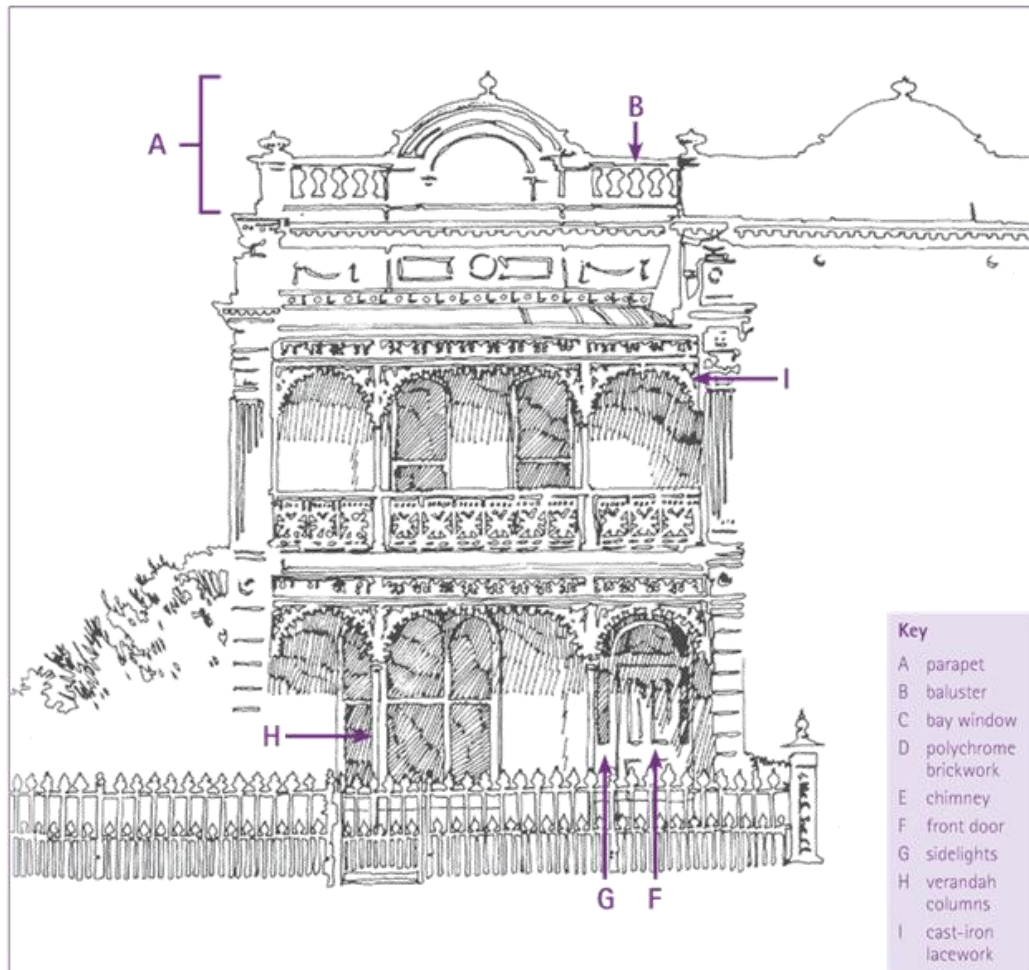 A
B
I
H
G
F
Key
A parapet
B baluster
C bay window
D polychrome
brickwork
E chimney
F front door
G sidelights
H verandah
columns
I cast-iron
lacework